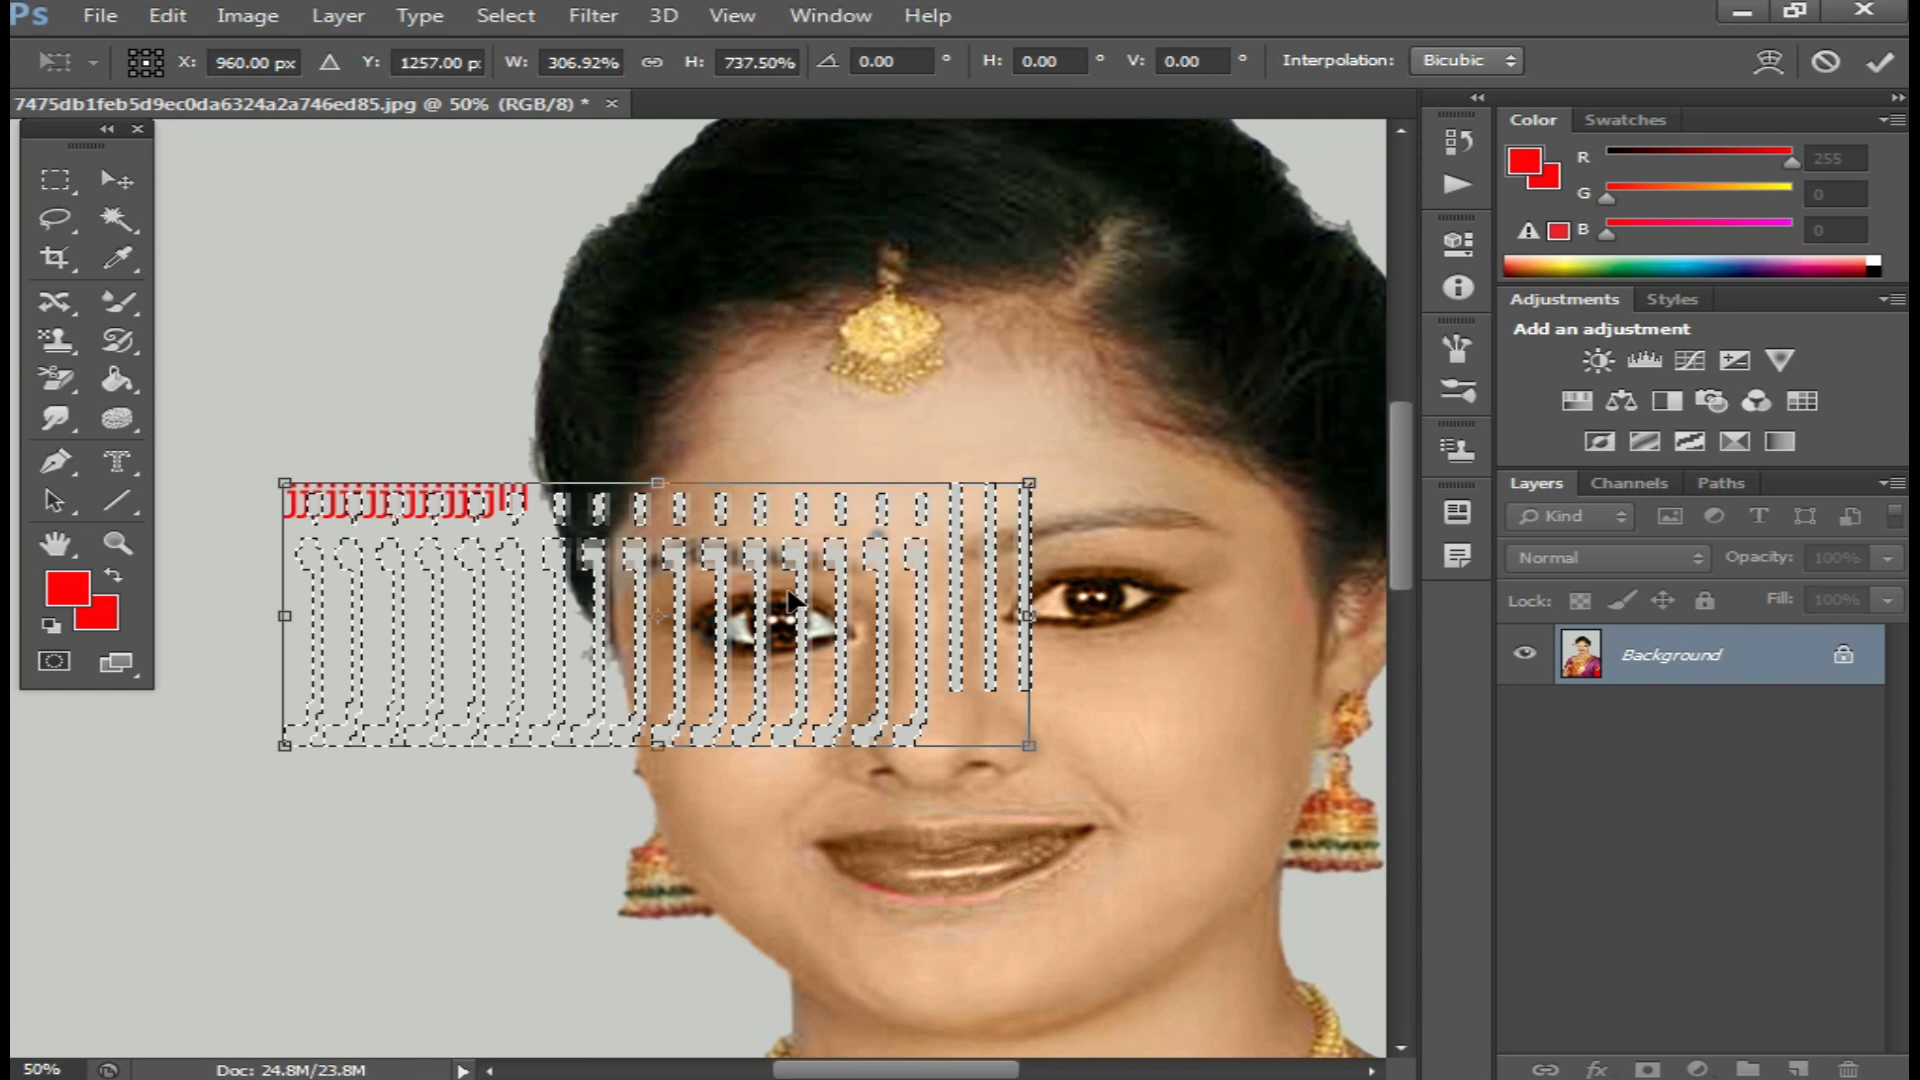 Ps File Edit Image Layer Type Select Filter 3D View Window Help
X: 960.00 px Y: 1257.00 p W: 306.92% H: 737.50% 0.00 ° H: 0.00 ° V: 0.00 ° Interpolation: Bicubic
7475db1feb5d9ec0da6324a2a746ed85.jpg @ 50% (RGB/8) * ×
Color Swatches
R 255
G 0
B 0
Adjustments Styles
Add an adjustment
Layers Channels Paths
Kind T
Normal Opacity: 100%
Lock: Fill: 100%
Background
fx
50% Doc: 24.8M/23.8M